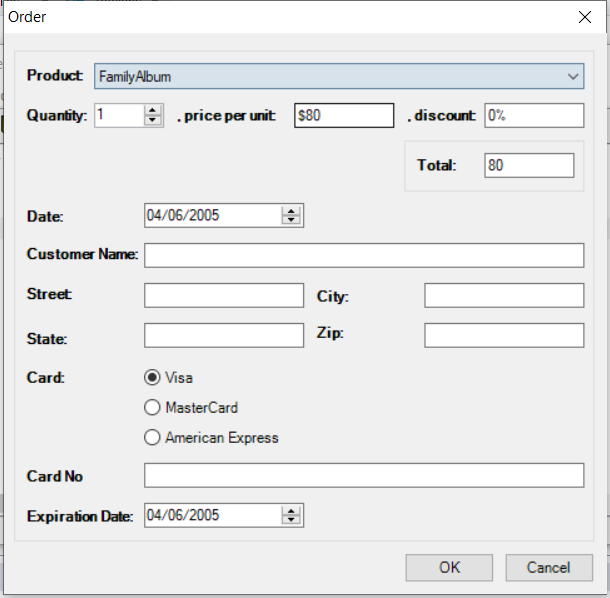 Order
Product: FamilyAlbum
Quantity: 1 . price per unit: $80 . discount: 0%
Total: 80
Date: 04/06/2005
Customer Name:
Street: City:
State: Zip:
Card: Visa
MasterCard
American Express
Card No
Expiration Date: 04/06/2005
OK Cancel